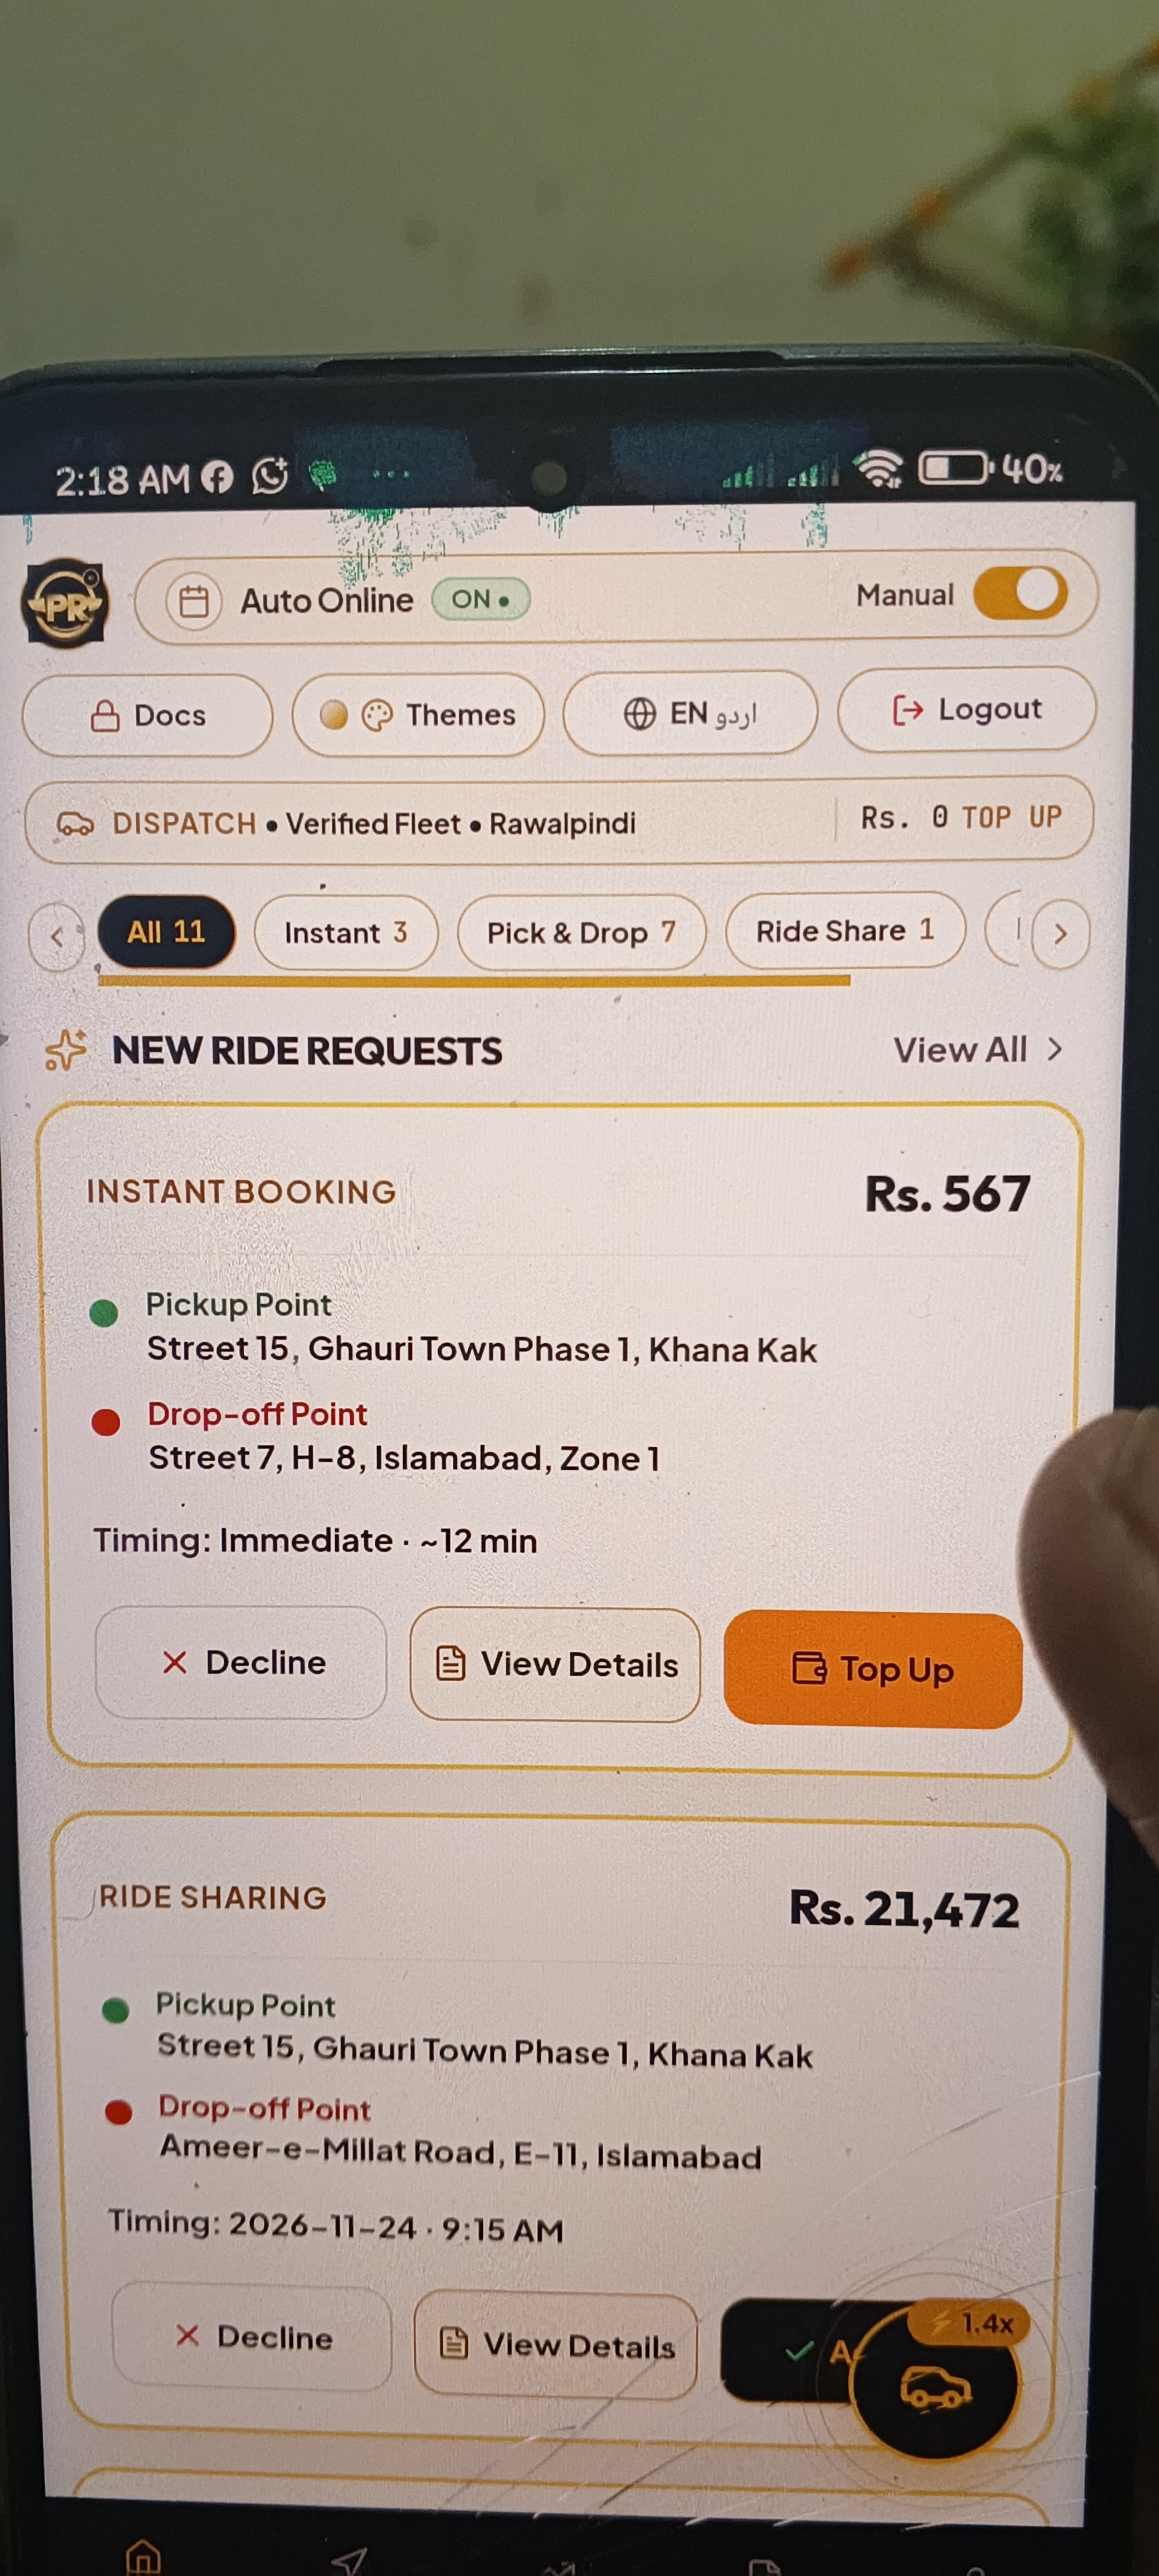 2:18 AM 40%
PR
Auto Online ON • Manual
Docs Themes EN اردو Logout
DISPATCH • Verified Fleet • Rawalpindi Rs. 0 TOP UP
All 11 Instant 3 Pick & Drop 7 Ride Share 1
NEW RIDE REQUESTS View All
INSTANT BOOKING Rs. 567
Pickup Point
Street 15, Ghauri Town Phase 1, Khana Kak
Drop-off Point
Street 7, H-8, Islamabad, Zone 1
Timing: Immediate · ~12 min
Decline View Details Top Up
RIDE SHARING Rs. 21,472
Pickup Point
Street 15, Ghauri Town Phase 1, Khana Kak
Drop-off Point
Ameer-e-Millat Road, E-11, Islamabad
Timing: 2026-11-24 · 9:15 AM
1.4x
Decline View Details